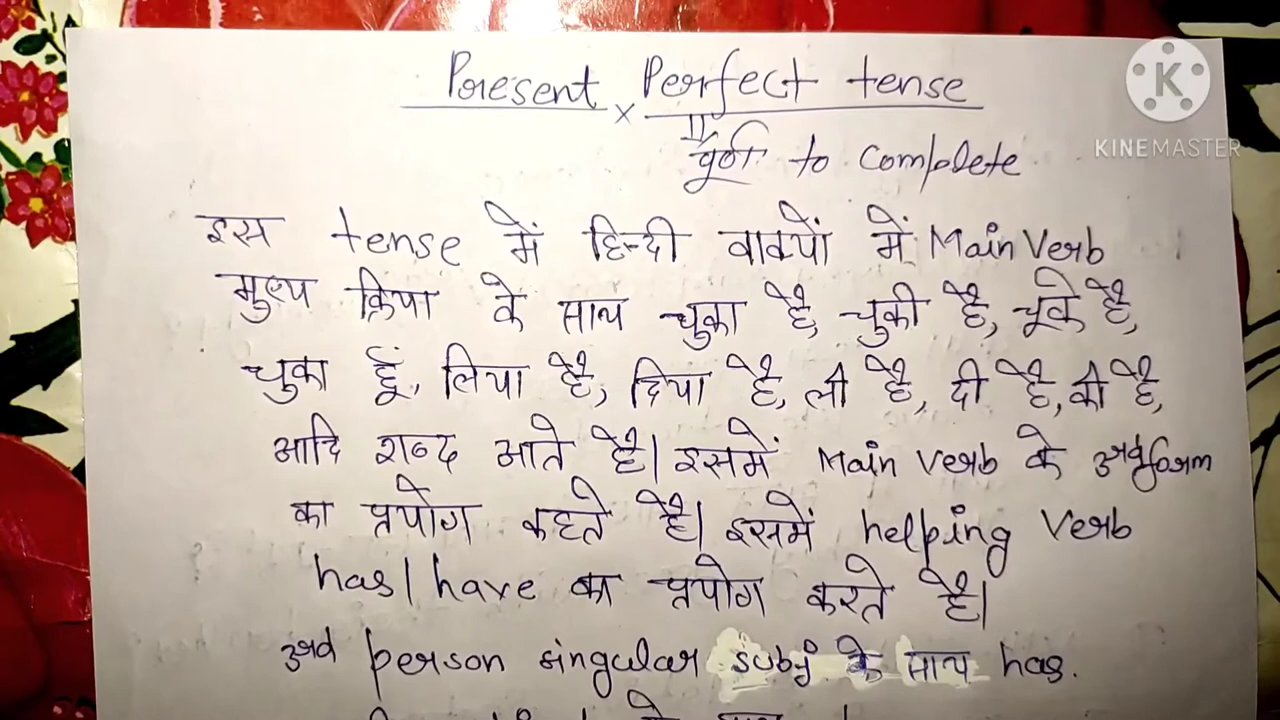 Present Perfect tense
K
KINEMASTER
पूर्ण to complete
इस tense में हिन्दी वाक्यों में Main Verb
मुख्य क्रिया के साथ चुका है, चुकी है, चूके है,
चुका हूँ, लिया है, दिया है, ली है, दी है, की है,
आदि शब्द आते है। इसमें Main Verb के 3rd form
का प्रयोग कहते है। इसमें helping Verb
has/have का प्रयोग करते है।
3rd person singular subj के साथ has.